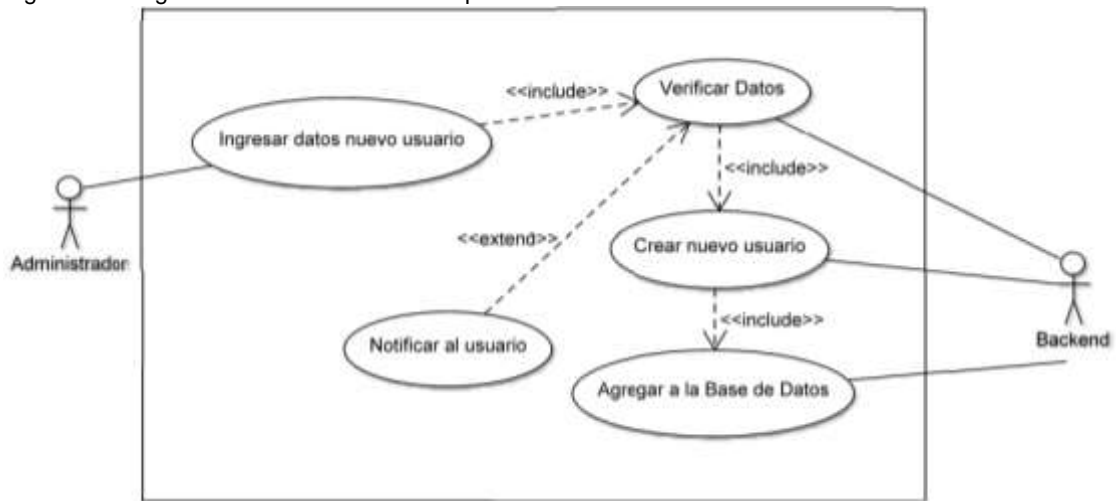 <<include>>
Verificar Datos
Ingresar datos nuevo usuario
<<include>>
<<extend>>
Crear nuevo usuario
Administrador
<<include>>
Notificar al usuario
Backend
Agregar a la Base de Datos